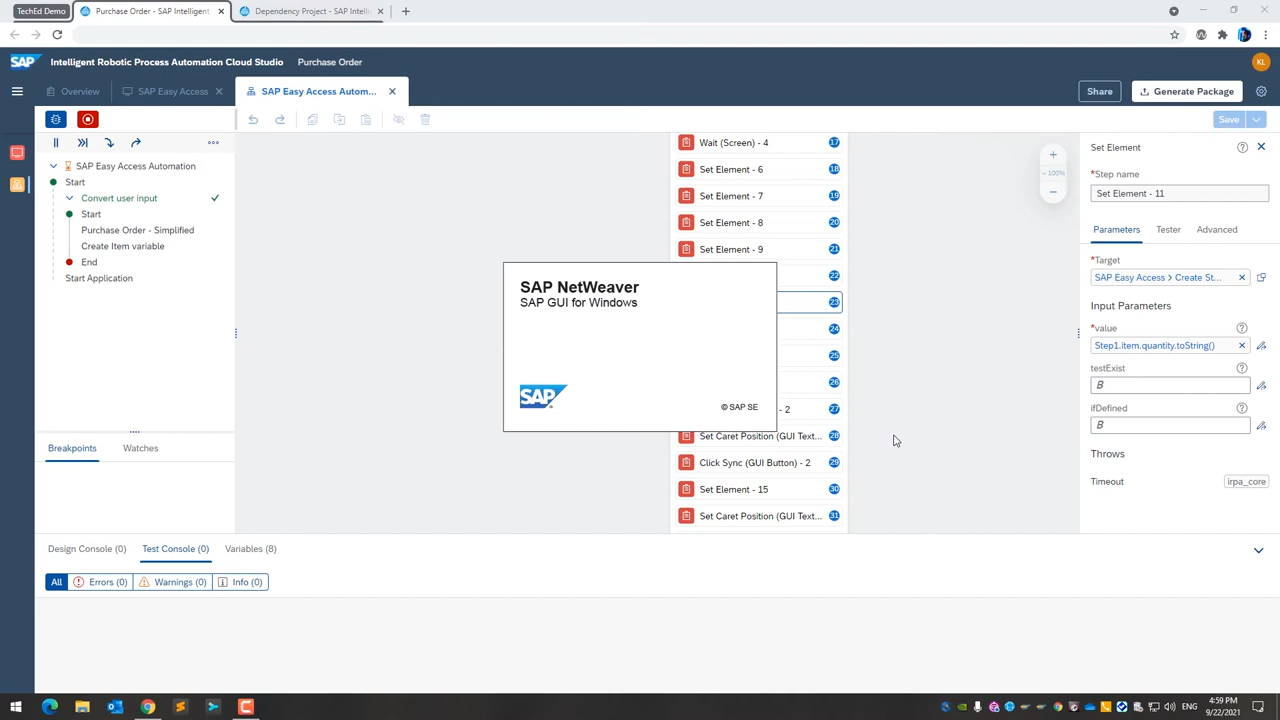 TechEd Demo
Purchase Order - SAP Intelligent
Dependency Project - SAP Intelli
SAP
Intelligent Robotic Process Automation Cloud Studio
Purchase Order
KL
Overview
SAP Easy Access
SAP Easy Access Autom...
Share
Generate Package
Save
SAP Easy Access Automation
Start
Convert user input
Start
Purchase Order - Simplified
Create Item variable
End
Start Application
Breakpoints
Watches
Wait (Screen) - 4
17
Set Element - 6
18
Set Element - 7
19
Set Element - 8
20
Set Element - 9
21
22
23
24
25
26
- 2
27
Set Caret Position (GUI Text...
28
Click Sync (GUI Button) - 2
29
Set Element - 15
30
Set Caret Position (GUI Text...
31
SAP NetWeaver
SAP GUI for Windows
SAP
© SAP SE
~ 100%
Set Element
*Step name
Set Element - 11
Parameters
Tester
Advanced
*Target
SAP Easy Access > Create St...
Input Parameters
*value
Step1.item.quantity.toString()
testExist
B
ifDefined
B
Throws
Timeout
irpa_core
Design Console (0)
Test Console (0)
Variables (8)
All
Errors (0)
Warnings (0)
Info (0)
ENG
4:59 PM
9/22/2021